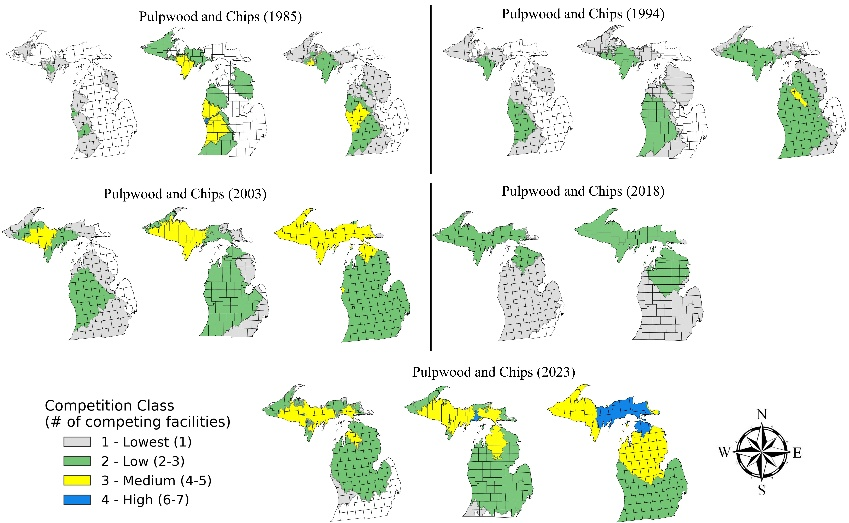 Pulpwood and Chips (1985)
Pulpwood and Chips (1994)
Pulpwood and Chips (2003)
Pulpwood and Chips (2018)
Pulpwood and Chips (2023)
Competition Class
(# of competing facilities)
1 - Lowest (1)
2 - Low (2-3)
3 - Medium (4-5)
4 - High (6-7)
N
W E
S